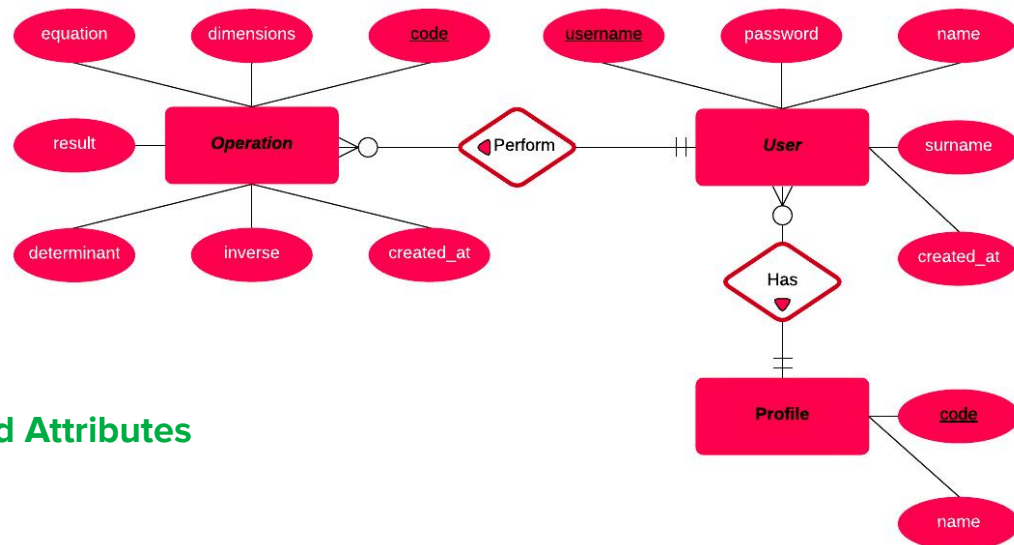 equation
dimensions
code
username
password
name
result
Operation
Perform
User
surname
determinant
inverse
created_at
created_at
Has
Profile
code
d Attributes
name